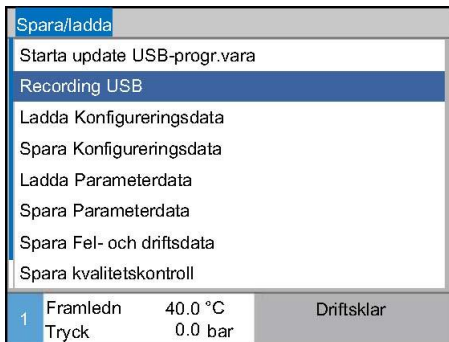 Spara/ladda
Starta update USB-progr.vara
Recording USB
Ladda Konfigureringsdata
Spara Konfigureringsdata
Ladda Parameterdata
Spara Parameterdata
Spara Fel- och driftsdata
Spara kvalitetskontroll
1 Framledn 40.0 °C Driftsklar
Tryck 0.0 bar